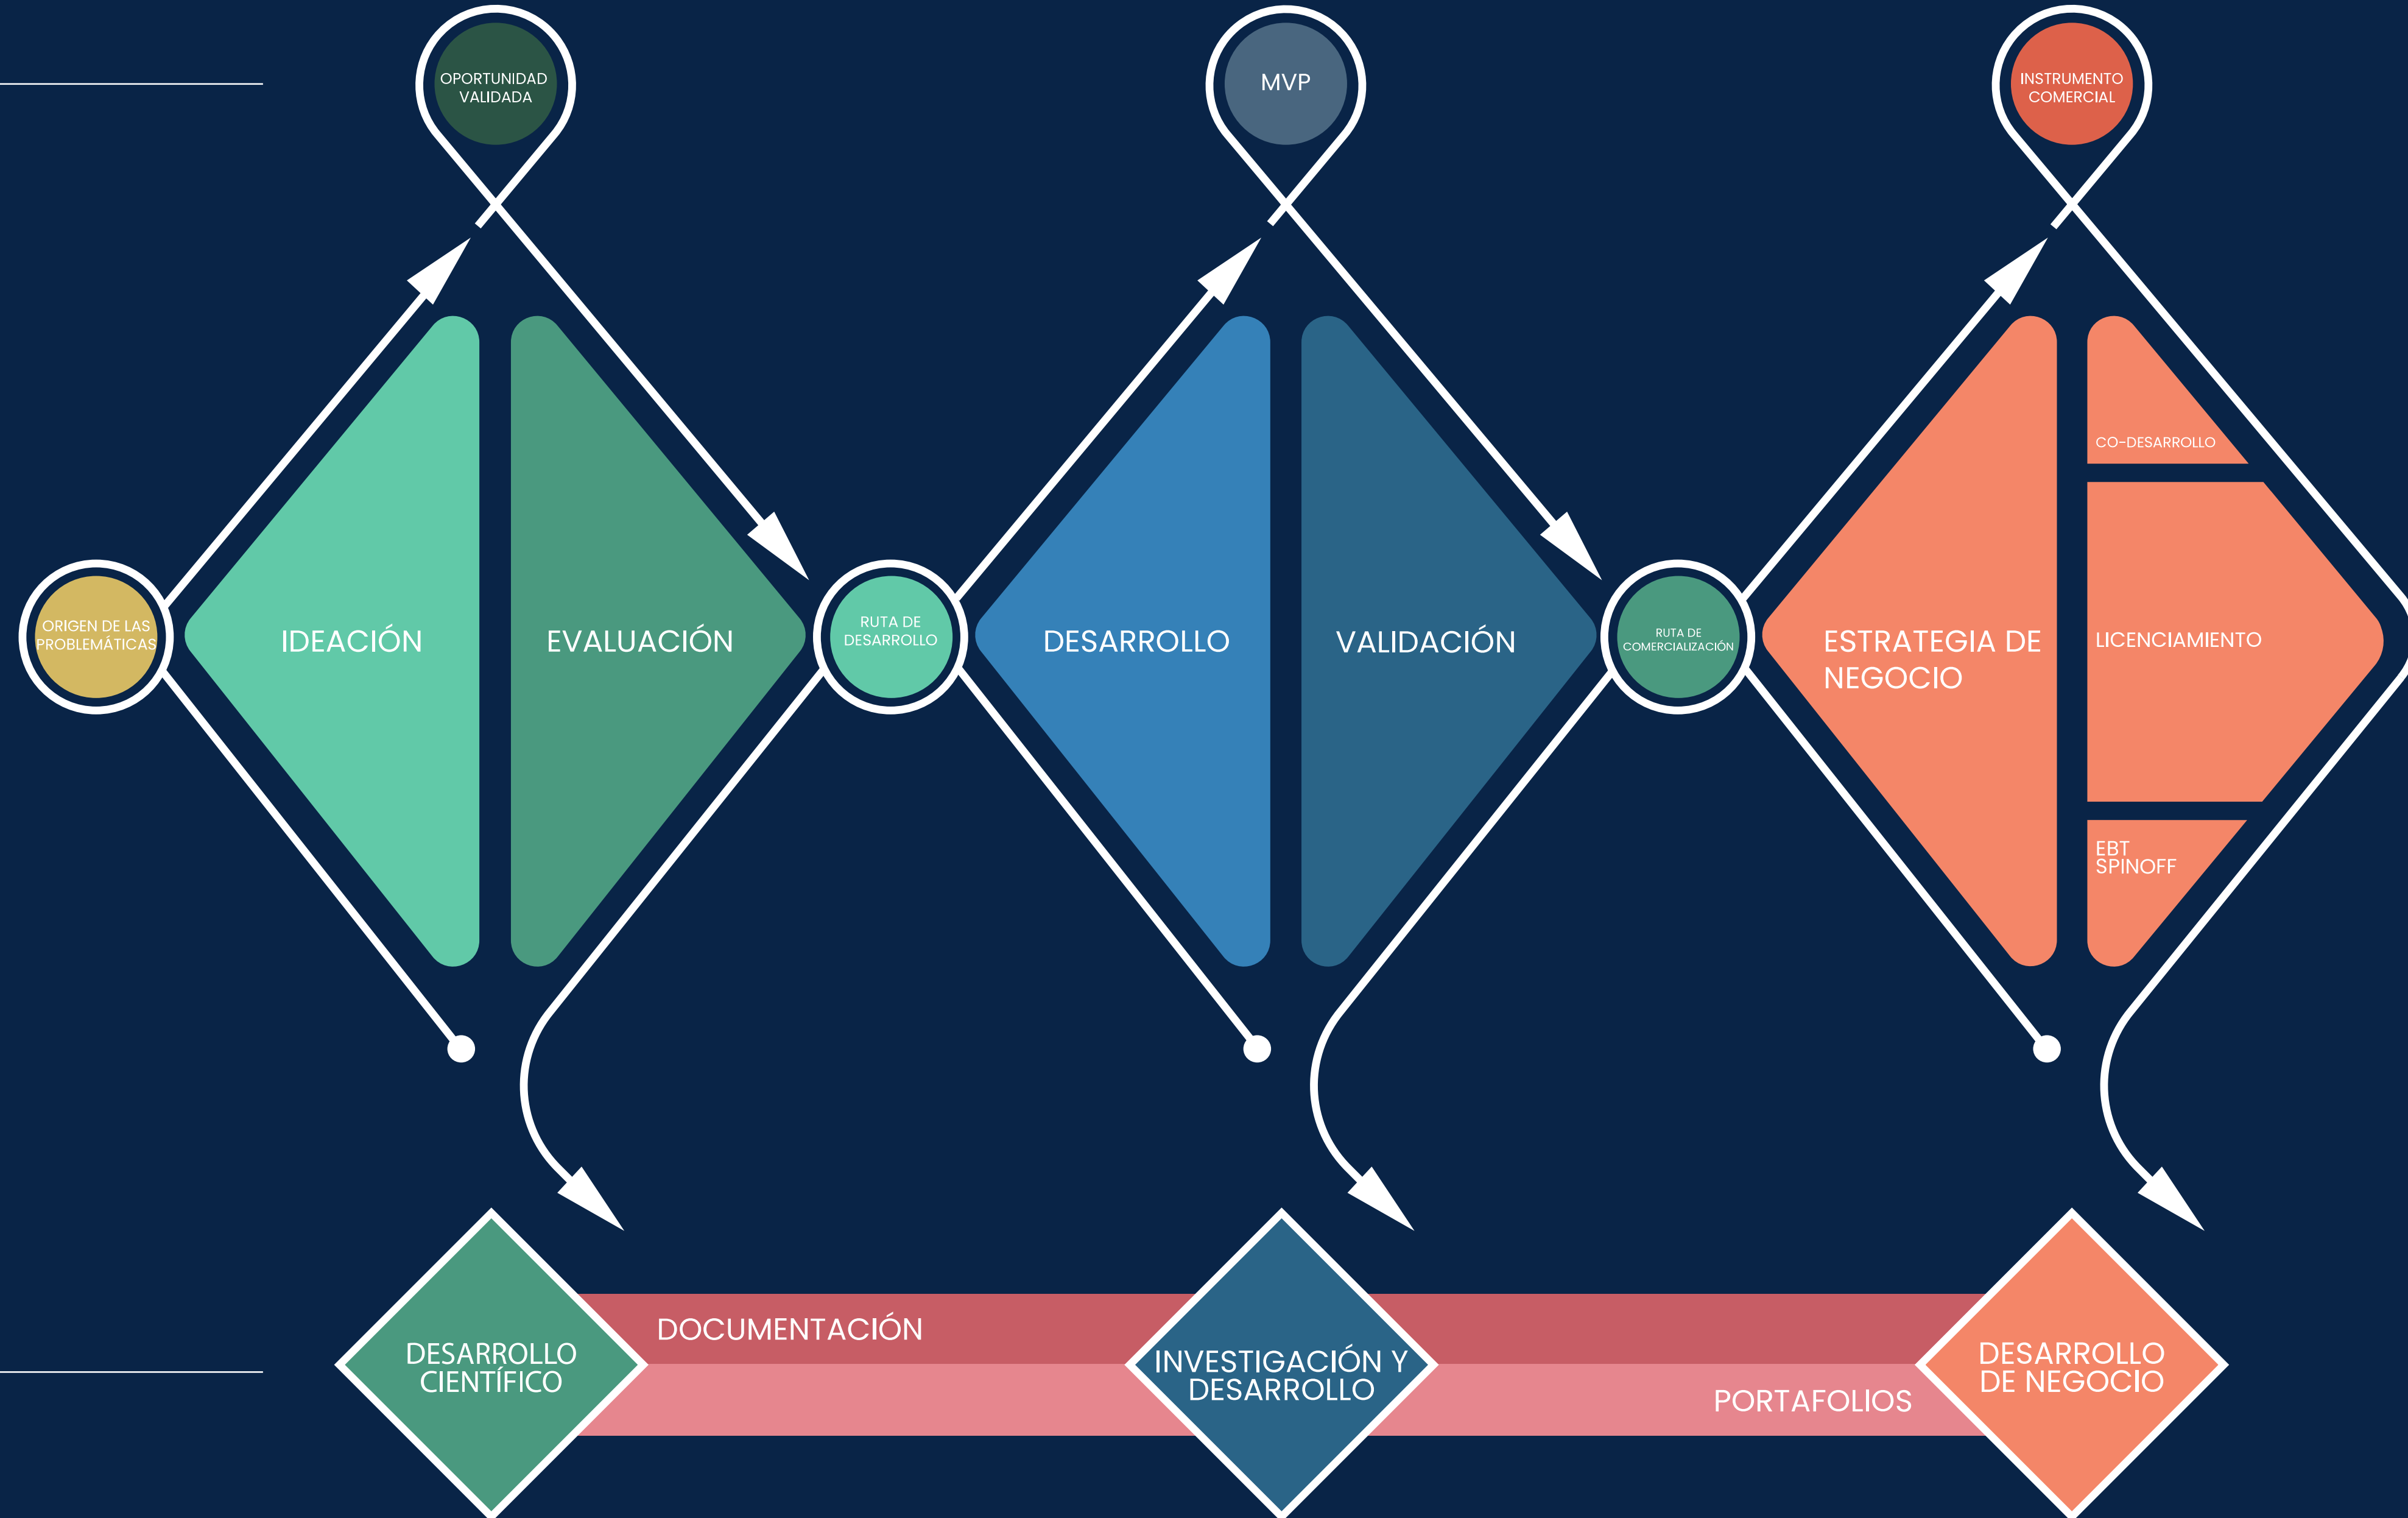 OPORTUNIDAD
VALIDADA
MVP
INSTRUMENTO
COMERCIAL
ORIGEN DE LAS
PROBLEMÁTICAS
IDEACIÓN
EVALUACIÓN
RUTA DE
DESARROLLO
DESARROLLO
VALIDACIÓN
RUTA DE
COMERCIALIZACIÓN
ESTRATEGIA DE
NEGOCIO
CO-DESARROLLO
LICENCIAMIENTO
EBT
SPINOFF
DESARROLLO
CIENTÍFICO
DOCUMENTACIÓN
INVESTIGACIÓN Y
DESARROLLO
PORTAFOLIOS
DESARROLLO
DE NEGOCIO